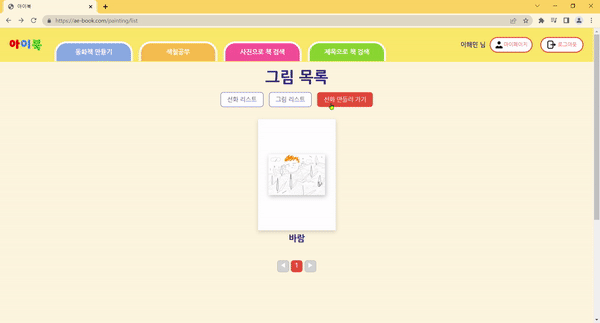 아이북
https://ae-book.com/painting/list
아이북
동화책 만들기
색칠공부
사진으로 책 검색
제목으로 책 검색
이해민 님
마이페이지
로그아웃
그림 목록
선화 리스트
그림 리스트
선화 만들러 가기
바람
1